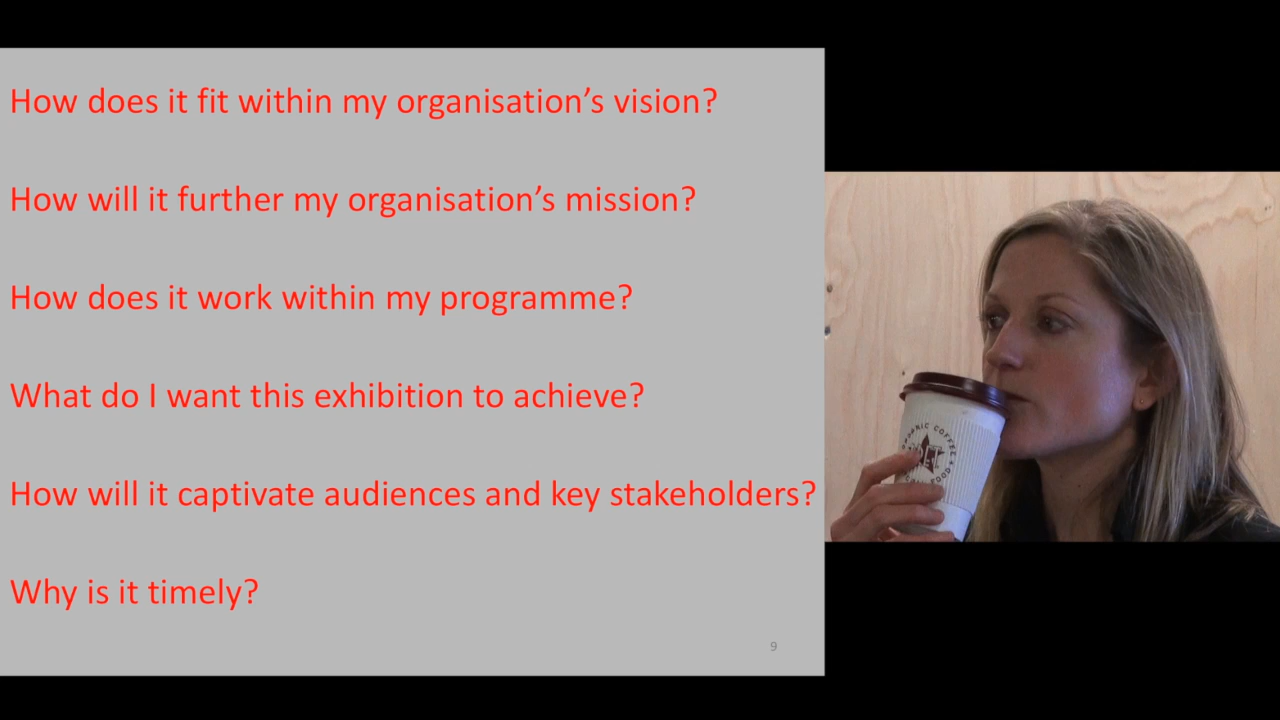 How does it fit within my organisation’s vision?
How will it further my organisation’s mission?
How does it work within my programme?
What do I want this exhibition to achieve?
How will it captivate audiences and key stakeholders?
Why is it timely?
9
COFFEE
FOOD